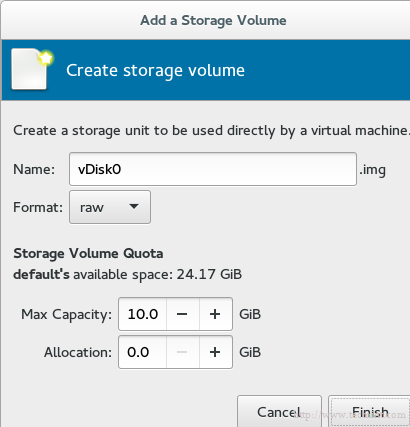 Add a Storage Volume
Create storage volume
Create a storage unit to be used directly by a virtual machine.
Name: vDisk0 .img
Format: raw
Storage Volume Quota
default's available space: 24.17 GiB
Max Capacity: 10.0 − + GiB
Allocation: 0.0 − + GiB
Cancel Finish